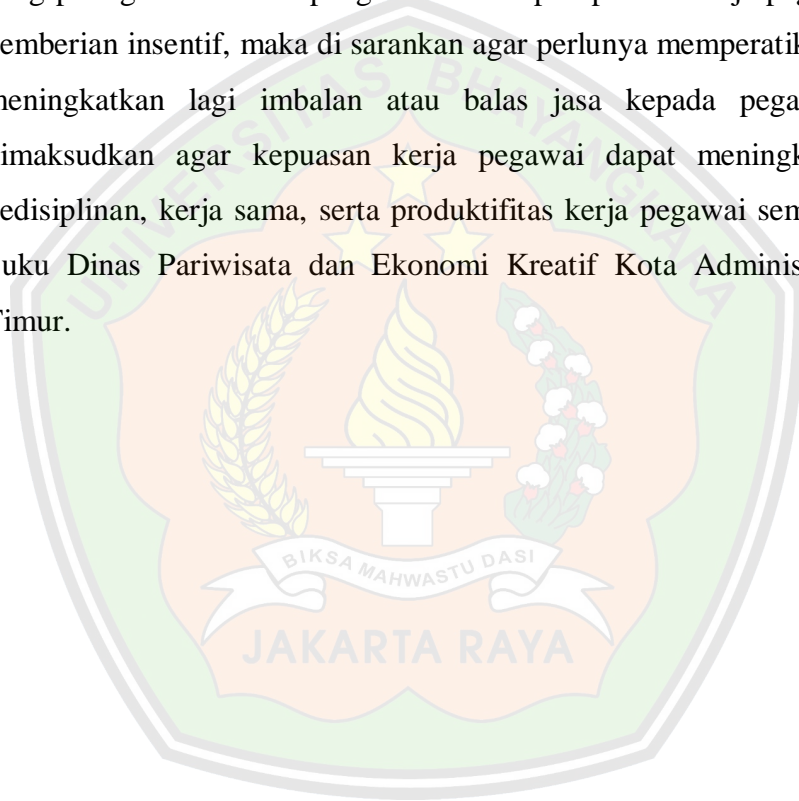 emberian insentif, maka di sarankan agar perlunya memperatik
meningkatkan lagi imbalan atau balas jasa kepada pega
imaksudkan agar kepuasan kerja pegawai dapat meningk
edisiplinan, kerja sama, serta produktifitas kerja pegawai sem
uku Dinas Pariwisata dan Ekonomi Kreatif Kota Adminis
Timur.
UNIVERSITAS BHAYANGKARA
BIKSA MAHWASTU DASI
JAKARTA RAYA